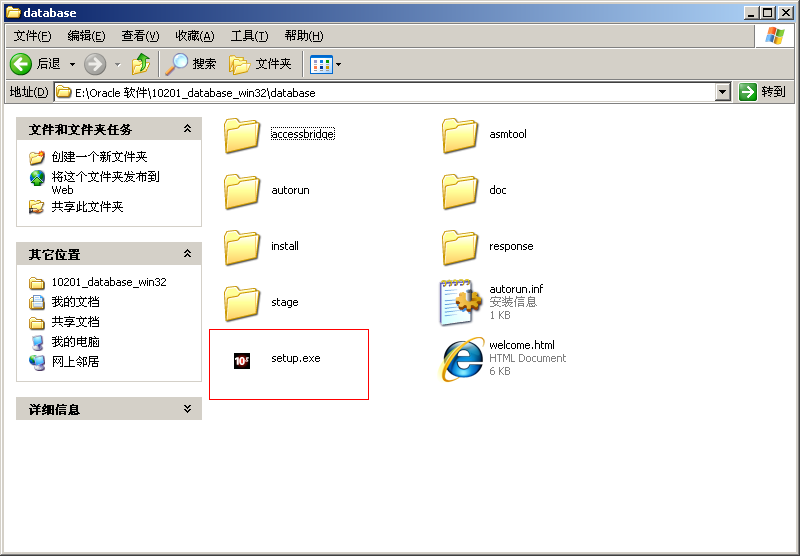 database
文件(F) 编辑(E) 查看(V) 收藏(A) 工具(T) 帮助(H)
后退 搜索 文件夹
地址(D) E:\Oracle 软件\10201_database_win32\database 转到
文件和文件夹任务
创建一个新文件夹
将这个文件夹发布到
Web
共享此文件夹
其它位置
10201_database_win32
我的文档
共享文档
我的电脑
网上邻居
详细信息
accessbridge
asmtool
autorun
doc
install
response
stage
autorun.inf
安装信息
1 KB
10g
setup.exe
welcome.html
HTML Document
6 KB